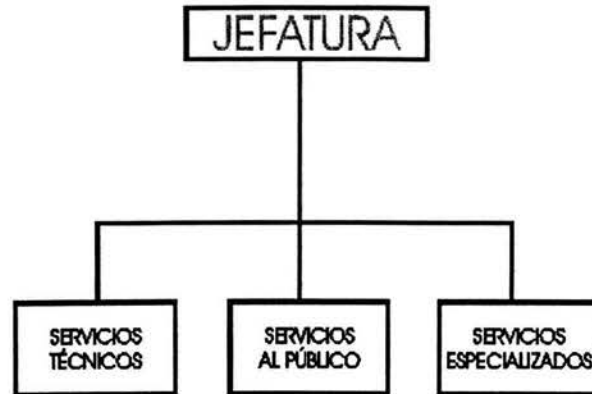 JEFATURA
SERVICIOS
TÉCNICOS
SERVICIOS
AL PÚBLICO
SERVICIOS
ESPECIALIZADOS